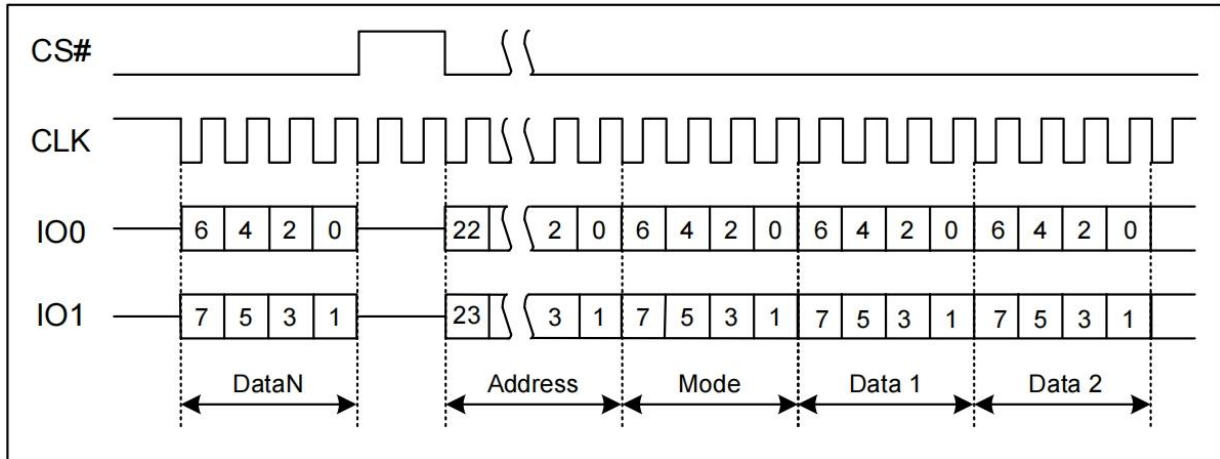 CS#
CLK
IO0 6 4 2 0 22 2 0 6 4 2 0 6 4 2 0 6 4 2 0
IO1 7 5 3 1 23 3 1 7 5 3 1 7 5 3 1 7 5 3 1
DataN Address Mode Data 1 Data 2